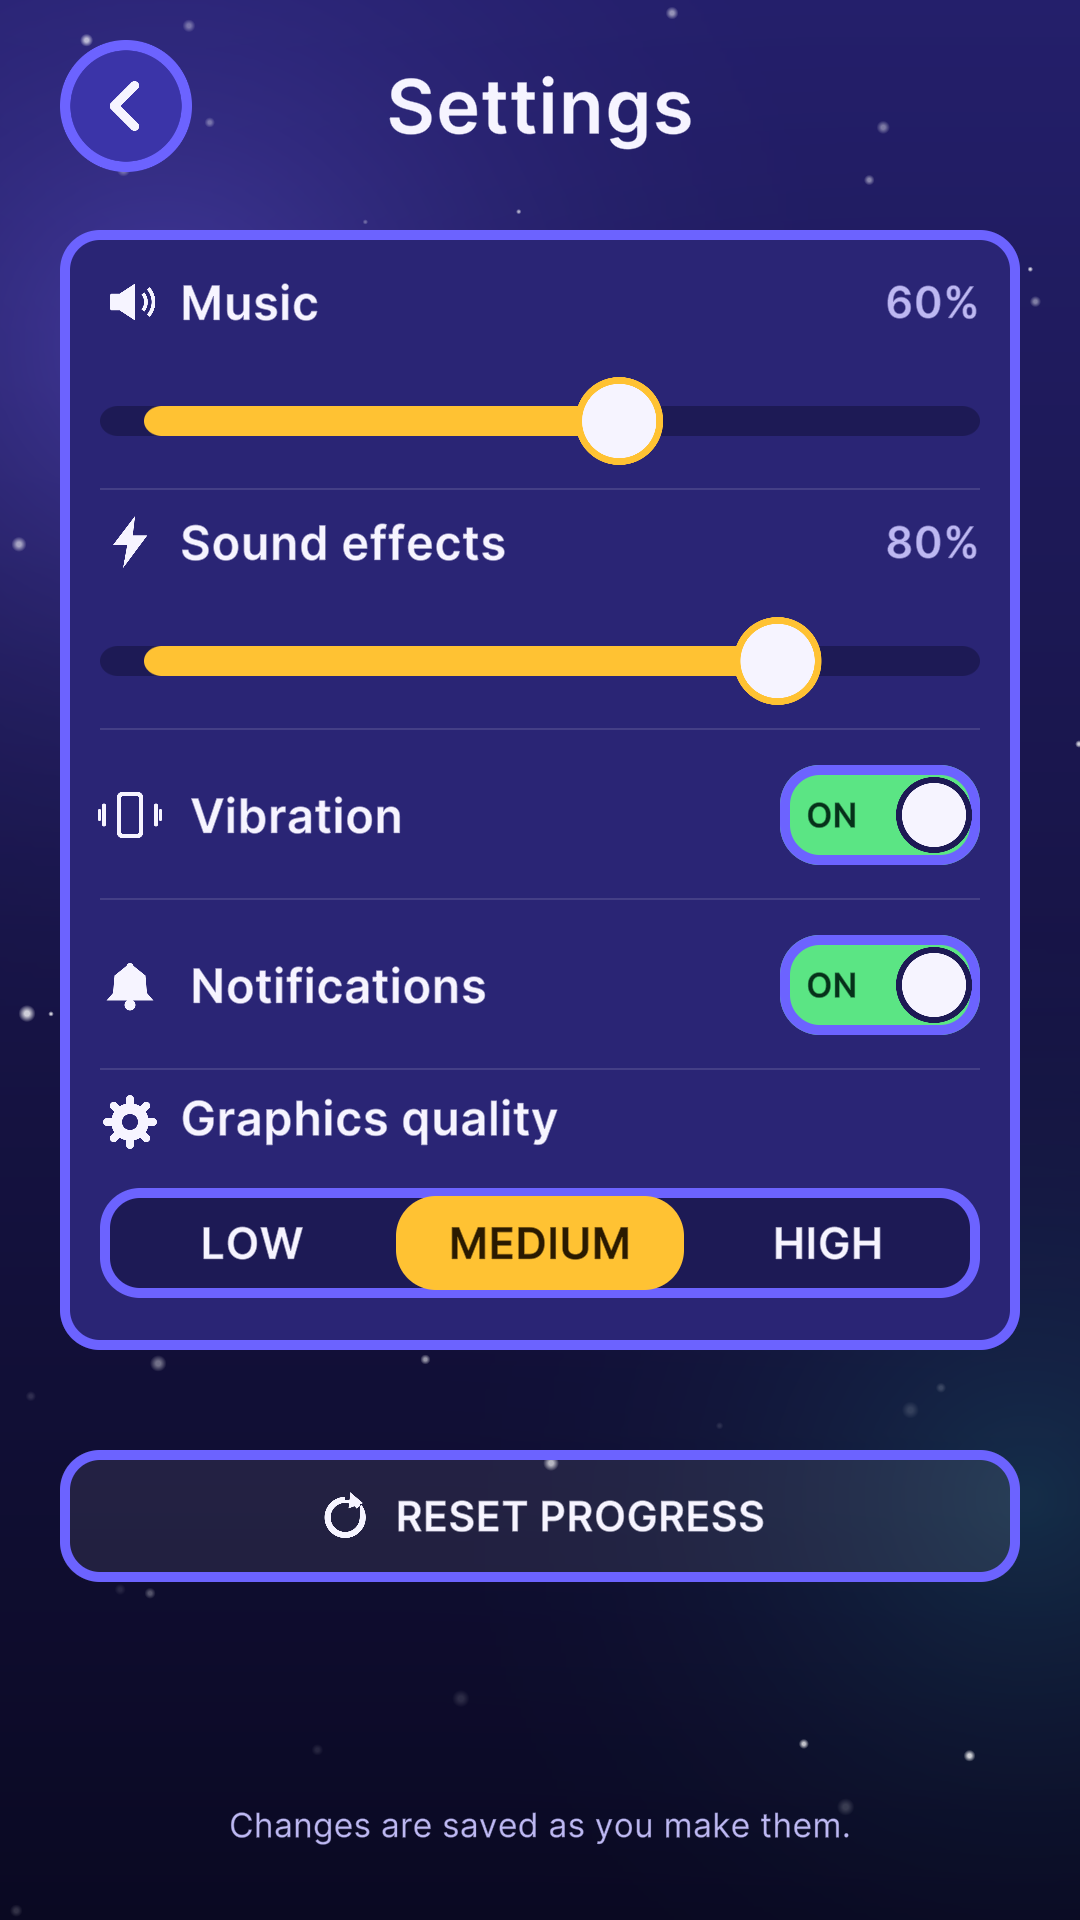 Settings
Music 60%
Sound effects 80%
Vibration ON
Notifications ON
Graphics quality
LOW MEDIUM HIGH
RESET PROGRESS
Changes are saved as you make them.